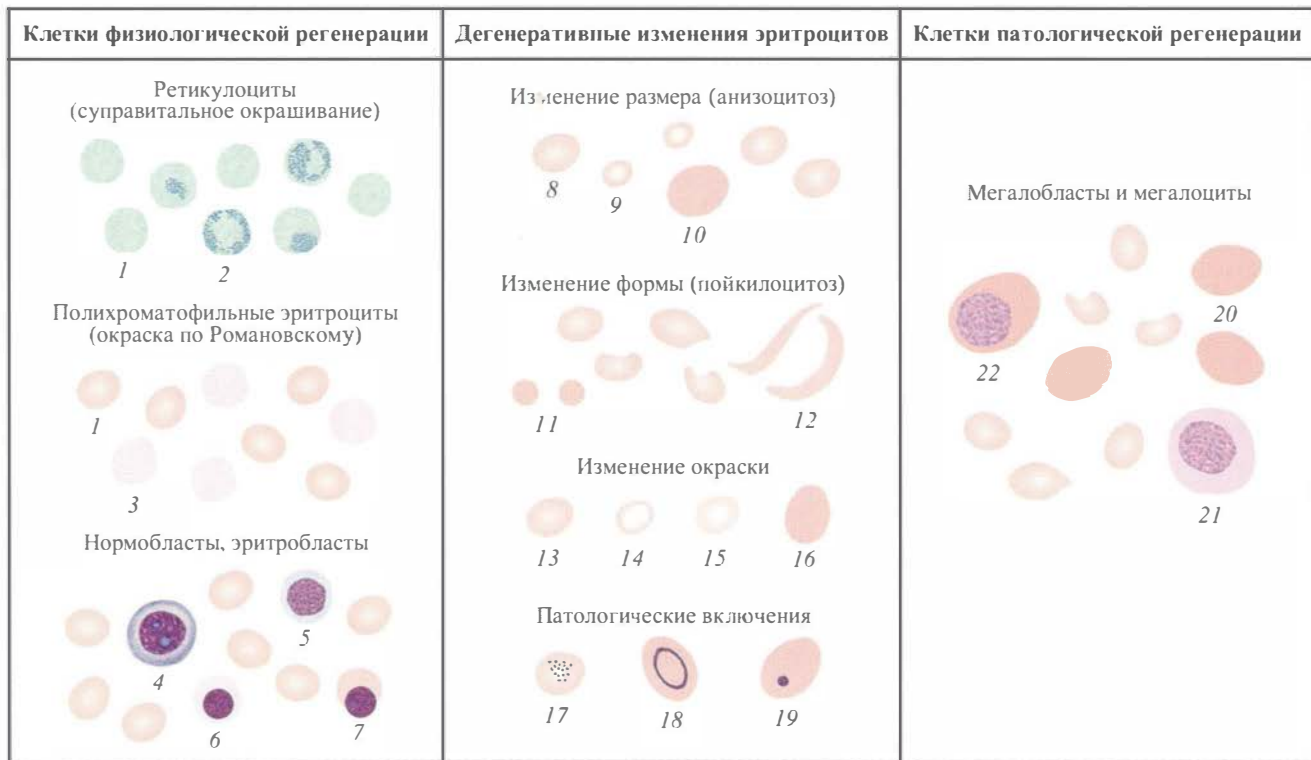 Клетки физиологической регенерации
Дегенеративные изменения эритроцитов
Клетки патологической регенерации
Ретикулоциты
(суправитальное окрашивание)
1
2
Полихроматофильные эритроциты
(окраска по Романовскому)
1
3
Нормобласты, эритробласты
4
5
6
7
Изменение размера (анизоцитоз)
8
9
10
Изменение формы (пойкилоцитоз)
11
12
Изменение окраски
13
14
15
16
Патологические включения
17
18
19
Мегалобласты и мегалоциты
20
22
21